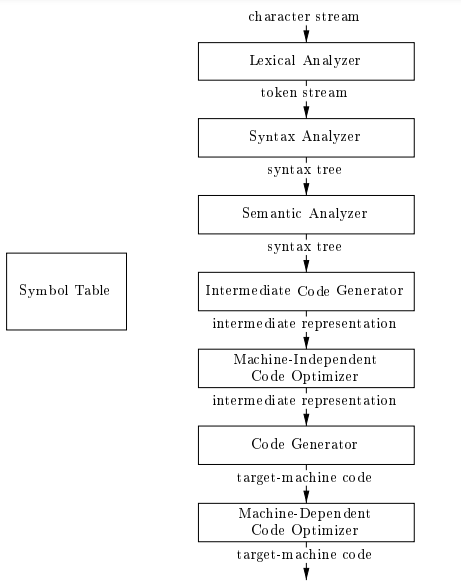 character stream
Lexical Analyzer
token stream
Syntax Analyzer
syntax tree
Semantic Analyzer
syntax tree
Symbol Table
Intermediate Code Generator
intermediate representation
Machine-Independent
Code Optimizer
intermediate representation
Code Generator
target-machine code
Machine-Dependent
Code Optimizer
target-machine code